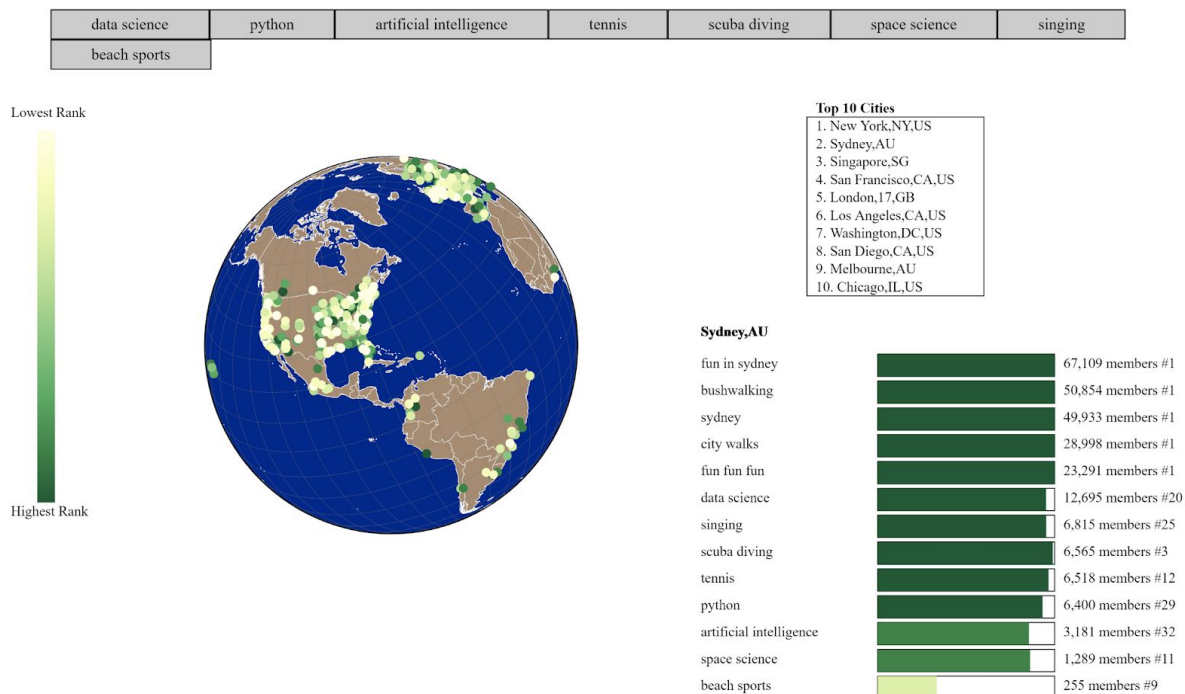 data science python artificial intelligence tennis scuba diving space science singing
beach sports
Lowest Rank
Highest Rank
Top 10 Cities
1. New York,NY,US
2. Sydney,AU
3. Singapore,SG
4. San Francisco,CA,US
5. London,17,GB
6. Los Angeles,CA,US
7. Washington,DC,US
8. San Diego,CA,US
9. Melbourne,AU
10. Chicago,IL,US
Sydney,AU
fun in sydney 67,109 members #1
bushwalking 50,854 members #1
sydney 49,933 members #1
city walks 28,998 members #1
fun fun fun 23,291 members #1
data science 12,695 members #20
singing 6,815 members #25
scuba diving 6,565 members #3
tennis 6,518 members #12
python 6,400 members #29
artificial intelligence 3,181 members #32
space science 1,289 members #11
beach sports 255 members #9